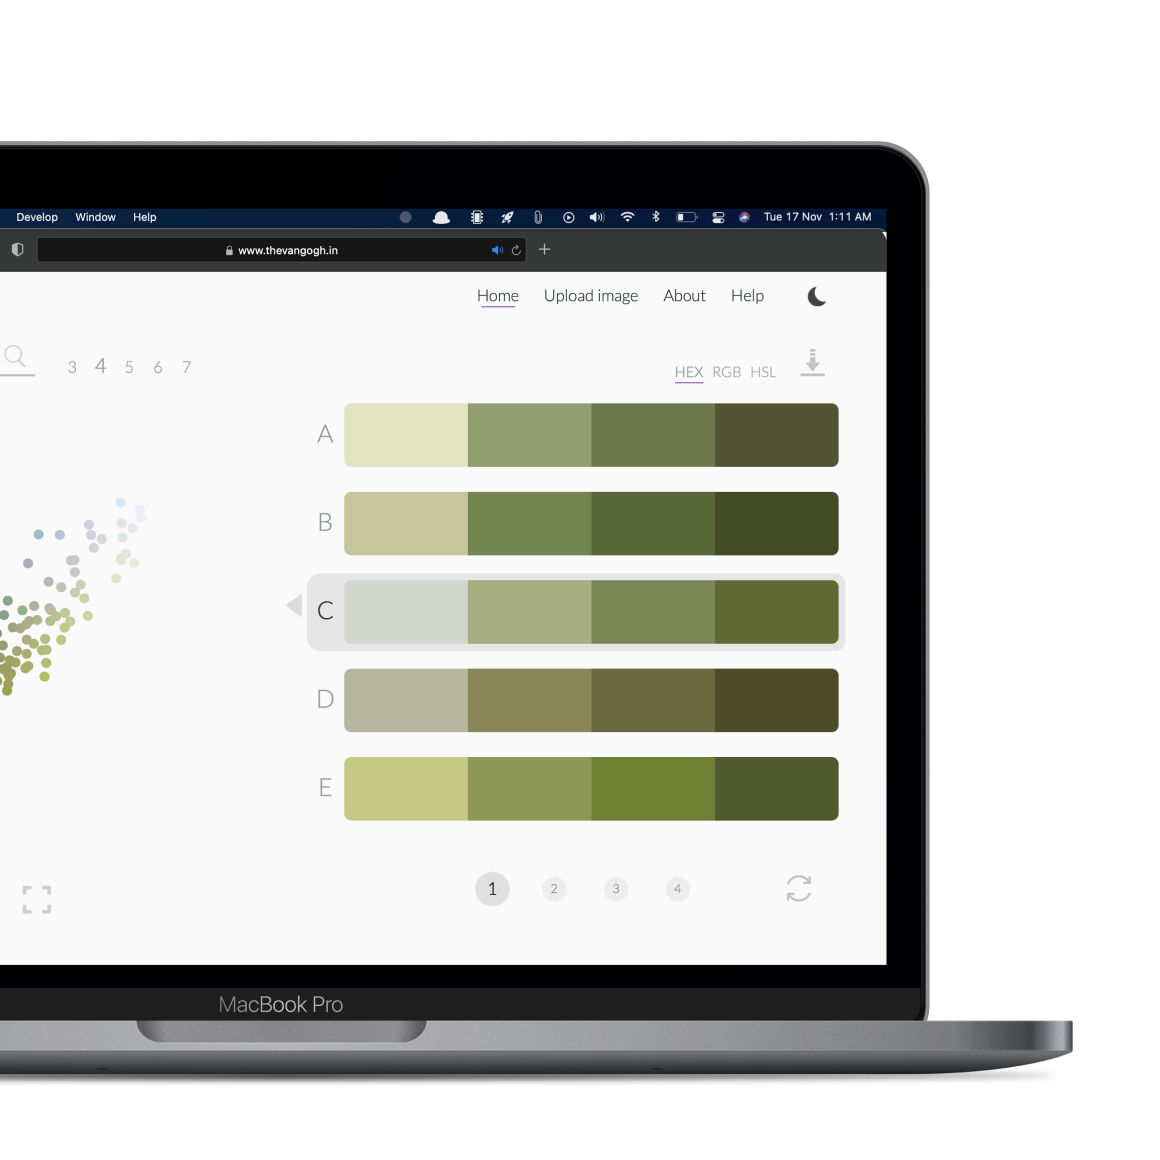 Develop Window Help Tue 17 Nov 1:11 AM
www.thevangogh.in
Home Upload image About Help
3 4 5 6 7
HEX RGB HSL
A
B
C
D
E
1 2 3 4
MacBook Pro